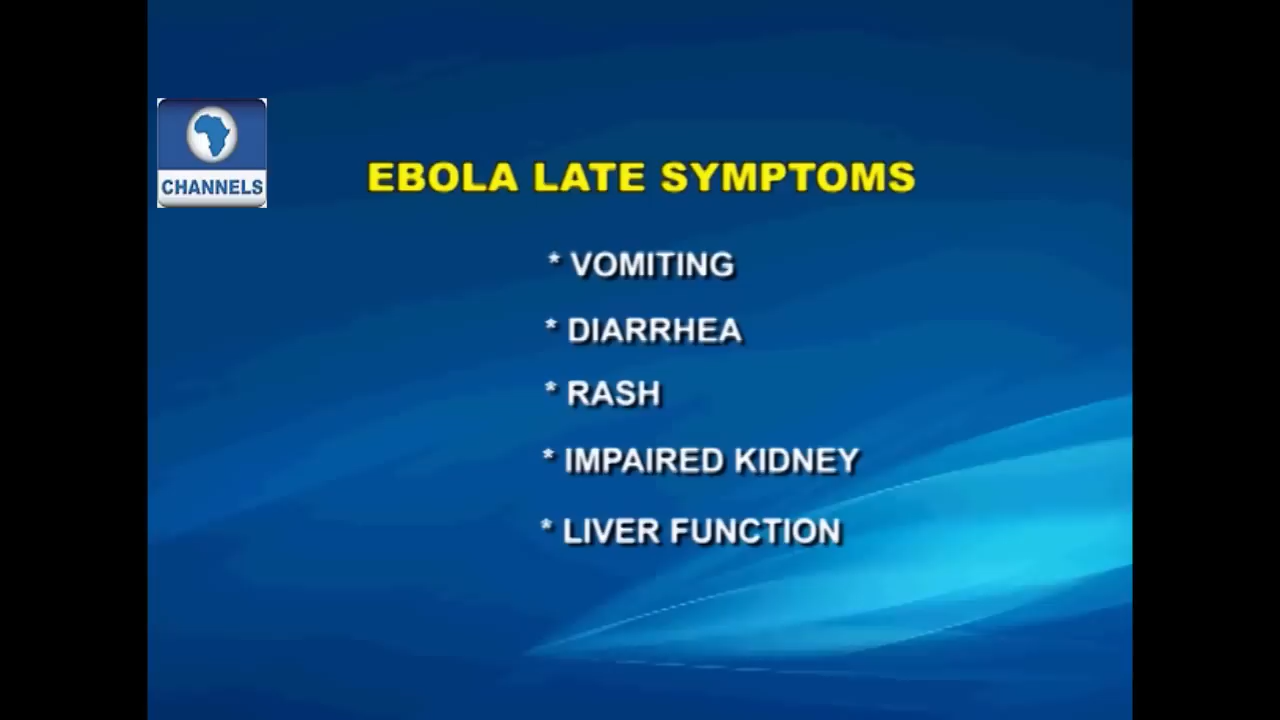 CHANNELS
EBOLA LATE SYMPTOMS
* VOMITING
* DIARRHEA
* RASH
* IMPAIRED KIDNEY
* LIVER FUNCTION